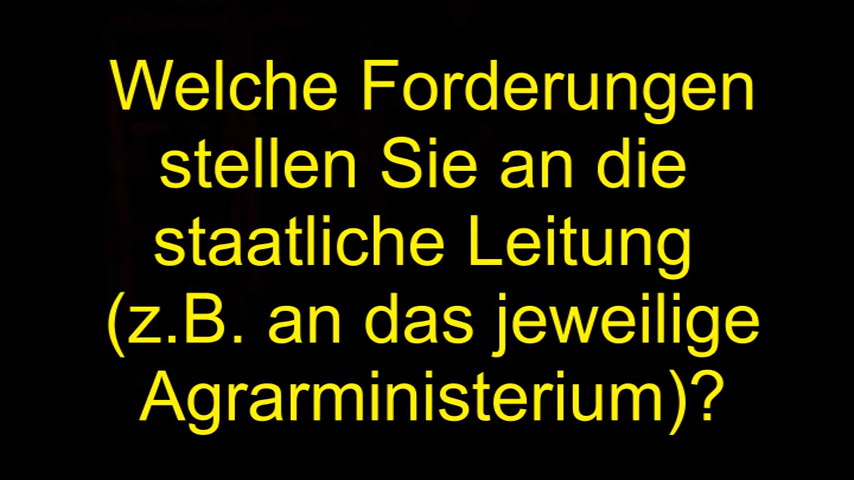 Welche Forderungen
stellen Sie an die
staatliche Leitung
(z.B. an das jeweilige
Agrarministerium)?